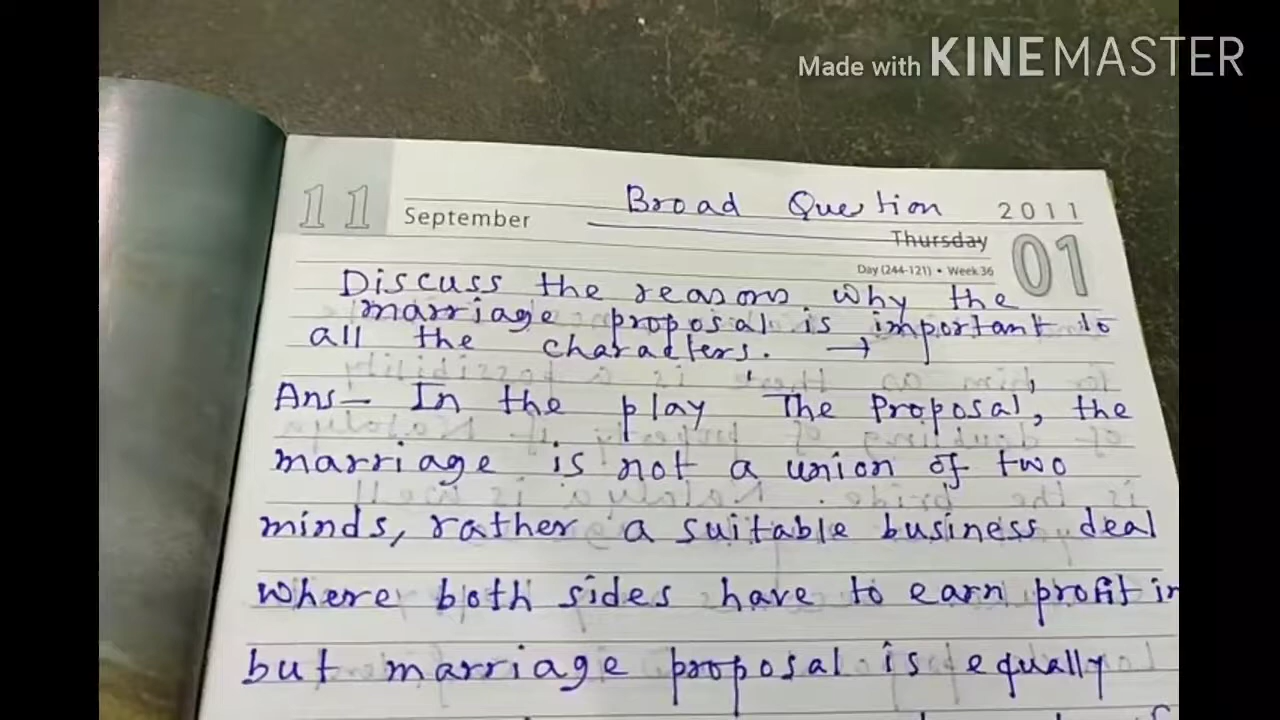 Made with KINEMASTER
11 September
Broad Question
2011
Thursday
01
Day (244-121) • Week 36
Discuss the reasons why the
marriage proposal is important to
all the characters. →
Ans - In the play The Proposal, the
marriage is not a union of two
minds, rather a suitable business deal
where both sides have to earn profit in
but marriage proposal is equally